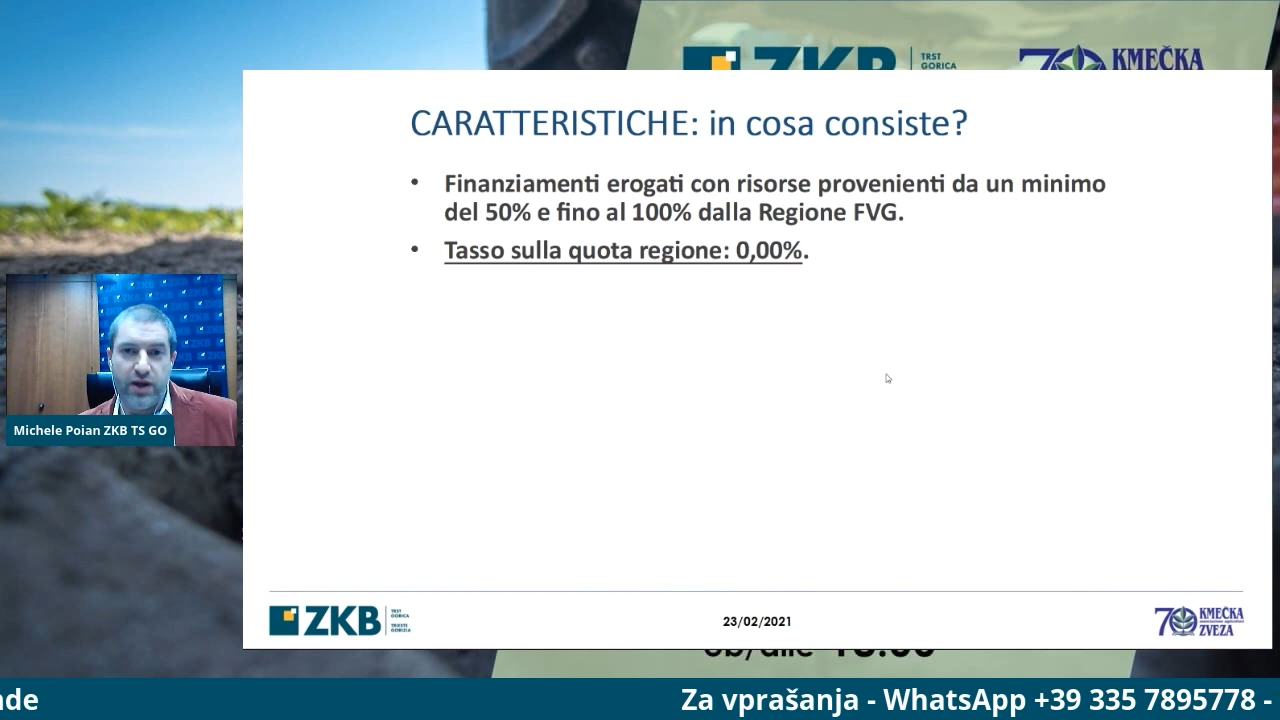 ZKB
TRST
GORICA
70 KMEČKA
CARATTERISTICHE: in cosa consiste?
• Finanziamenti erogati con risorse provenienti da un minimo
del 50% e fino al 100% dalla Regione FVG.
• Tasso sulla quota regione: 0,00%.
ZKB
Michele Poian ZKB TS GO
ZKB
TRST
GORICA
TRIESTE
GORIZIA
23/02/2021
70 KMEČKA
ZVEZA
nde
Za vprašanja - WhatsApp +39 335 7895778 -